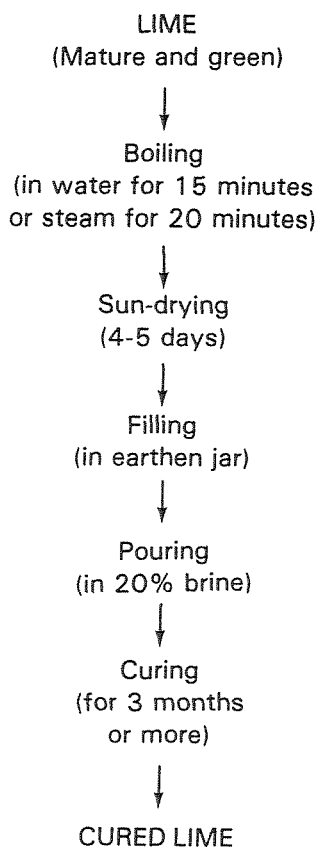 LIME
(Mature and green)
Boiling
(in water for 15 minutes
or steam for 20 minutes)
Sun-drying
(4-5 days)
Filling
(in earthen jar)
Pouring
(in 20% brine)
Curing
(for 3 months
or more)
CURED LIME